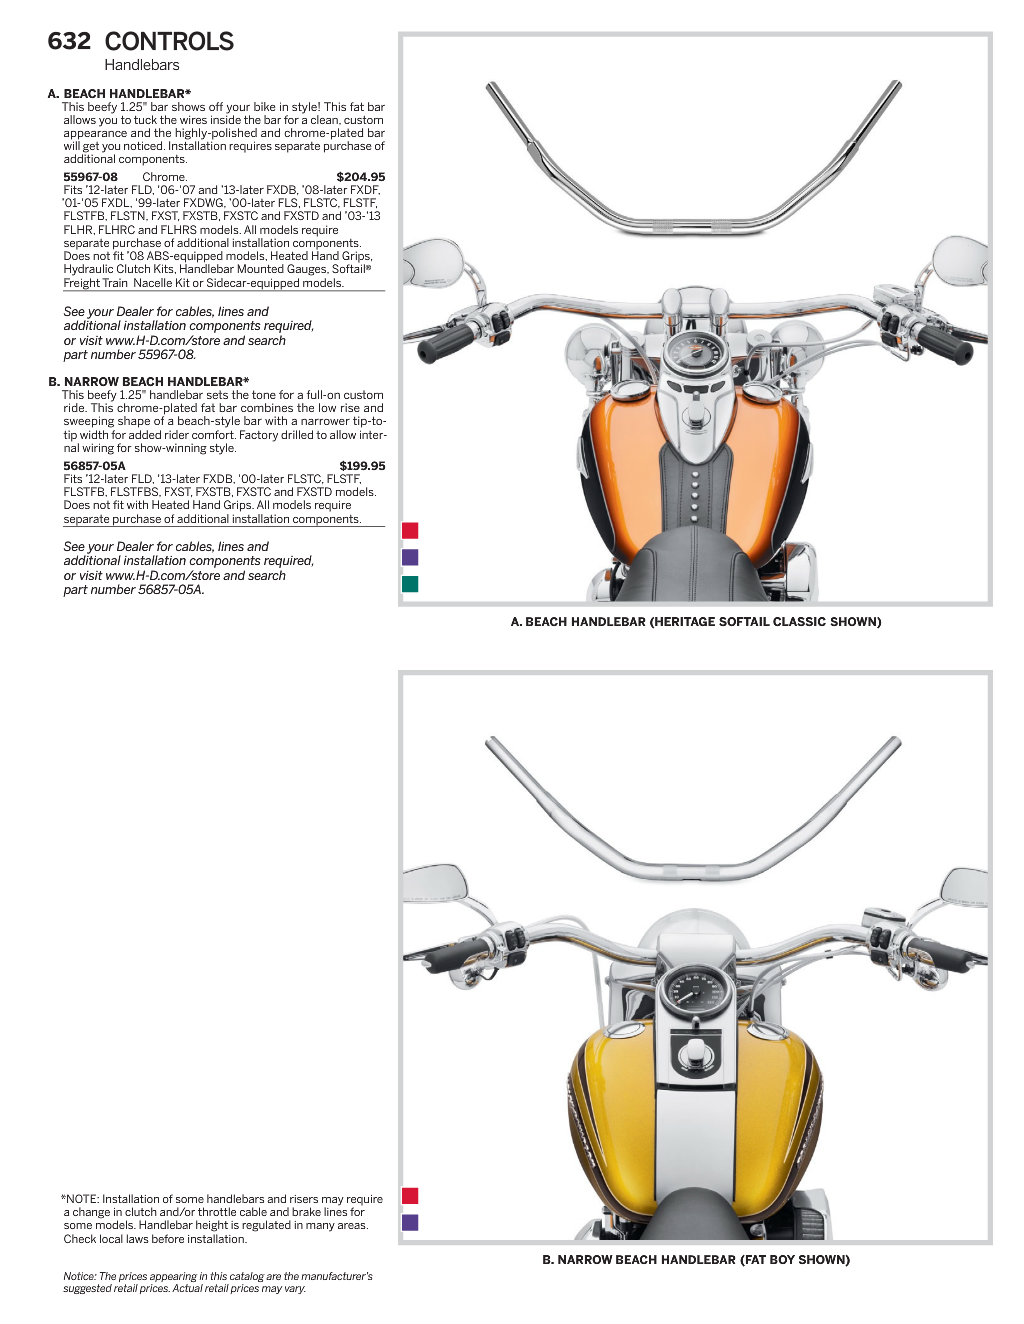 632 CONTROLS
Handlebars
A. BEACH HANDLEBAR*
This beefy 1.25" bar shows off your bike in style! This fat bar
allows you to tuck the wires inside the bar for a clean, custom
appearance and the highly-polished and chrome-plated bar
will get you noticed. Installation requires separate purchase of
additional components.
55967-08 Chrome. $204.95
Fits '12-later FLD, '06-'07 and '13-later FXDB, '08-later FXDF,
'01-'05 FXDL, '99-later FXDWG, '00-later FLS, FLSTC, FLSTF,
FLSTFB, FLSTN, FXST, FXSTB, FXSTC and FXSTD and '03-'13
FLHR, FLHRC and FLHRS models. All models require
separate purchase of additional installation components.
Does not fit '08 ABS-equipped models, Heated Hand Grips,
Hydraulic Clutch Kits, Handlebar Mounted Gauges, Softail®
Freight Train Nacelle Kit or Sidecar-equipped models.
See your Dealer for cables, lines and
additional installation components required,
or visit www.H-D.com/store and search
part number 55967-08.
B. NARROW BEACH HANDLEBAR*
This beefy 1.25" handlebar sets the tone for a full-on custom
ride. This chrome-plated fat bar combines the low rise and
sweeping shape of a beach-style bar with a narrower tip-to-
tip width for added rider comfort. Factory drilled to allow inter-
nal wiring for show-winning style.
56857-05A $199.95
Fits '12-later FLD, '13-later FXDB, '00-later FLSTC, FLSTF,
FLSTFB, FLSTFBS, FXST, FXSTB, FXSTC and FXSTD models.
Does not fit with Heated Hand Grips. All models require
separate purchase of additional installation components.
See your Dealer for cables, lines and
additional installation components required,
or visit www.H-D.com/store and search
part number 56857-05A.
A. BEACH HANDLEBAR (HERITAGE SOFTAIL CLASSIC SHOWN)
*NOTE: Installation of some handlebars and risers may require
a change in clutch and/or throttle cable and brake lines for
some models. Handlebar height is regulated in many areas.
Check local laws before installation.
Notice: The prices appearing in this catalog are the manufacturer's
suggested retail prices. Actual retail prices may vary.
B. NARROW BEACH HANDLEBAR (FAT BOY SHOWN)